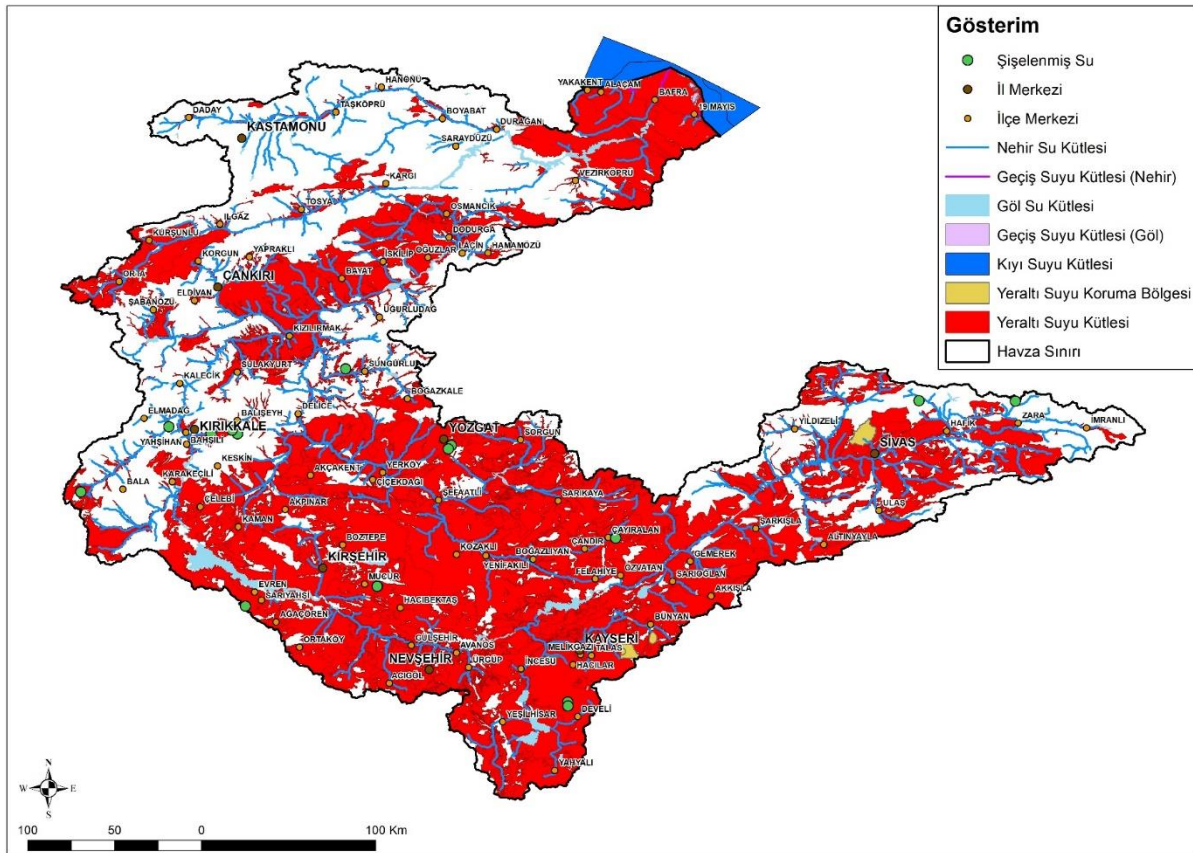 Gösterim
Şişelenmiş Su
İl Merkezi
İlçe Merkezi
Nehir Su Kütlesi
Geçiş Suyu Kütlesi (Nehir)
Göl Su Kütlesi
Geçiş Suyu Kütlesi (Göl)
Kıyı Suyu Kütlesi
Yeraltı Suyu Koruma Bölgesi
Yeraltı Suyu Kütlesi
Havza Sınırı
HANÖNÜ
YAKAKENT
ALAÇAM
BAFRA
19 MAYIS
DADAY
TAŞKÖPRÜ
BOYABAT
DURAĞAN
KASTAMONU
SARAYDÜZÜ
VEZİRKÖPRÜ
KARGI
TOSYA
OSMANCIK
ILGAZ
KURŞUNLU
DODURGA
OĞUZLAR
LAÇİN
HAMAMÖZÜ
KORGUN
YAPRAKLI
İSKİLİP
ORTA
ÇANKIRI
BAYAT
ELDİVAN
ŞABANÖZÜ
UĞURLUDAĞ
KIZILIRMAK
SULAKYURT
SUNGURLU
KALECİK
BOĞAZKALE
ELMADAĞ
BALIŞEYH
DELİCE
KIRIKKALE
YAHŞİHAN
BAHŞILI
YOZGAT
SORGUN
YILDIZELİ
SİVAS
HAFİK
ZARA
İMRANLI
KESKİN
KARAKEÇİLİ
BALA
AKÇAKENT
YERKÖY
ÇİÇEKDAĞI
ÇELEBİ
AKPINAR
ŞEFAATLİ
SARIKAYA
ULAŞ
KAMAN
ŞARKIŞLA
ALTINYAYLA
BOZTEPE
KOZAKLI
ÇANDIR
ÇAYIRALAN
BOĞAZLIYAN
YENİFAKILI
GEMEREK
KIRŞEHİR
MUCUR
FELAHİYE
ÖZVATAN
SARIOĞLAN
AKKIŞLA
EVREN
SARIYAHŞİ
HACIBEKTAŞ
AĞAÇÖREN
BÜNYAN
ORTAKÖY
GÜLŞEHİR
AVANOS
KAYSERİ
MELİKGAZİ
TALAS
NEVŞEHİR
ÜRGÜP
İNCESU
HACILAR
ACIGÖL
YEŞİLHİSAR
DEVELİ
YAHYALI
N
W
E
S
100 50 0 100 Km